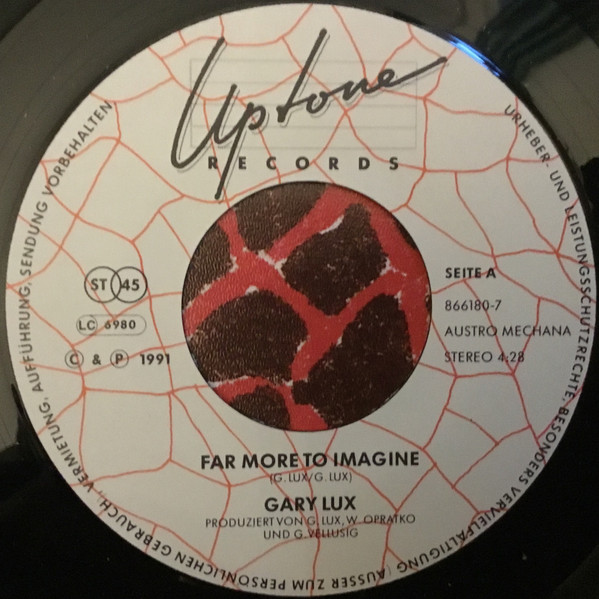 Uptone
RECORDS
URHEBER- UND LEISTUNGSSCHUTZRECHTE, BESONDERS VERVIELFÄLTIGUNG (AUSSER ZUM PERSÖNLICHEN GEBRAUCH), VERMIETUNG, AUFFÜHRUNG, SENDUNG VORBEHALTEN
ST 45
LC 6980
Ⓒ & Ⓟ 1991
SEITE A
866180-7
AUSTRO MECHANA
STEREO 4:28
FAR MORE TO IMAGINE
(G. LUX/G. LUX)
GARY LUX
PRODUZIERT VON G. LUX, W. OPRATKO
UND G. VELLUSIG